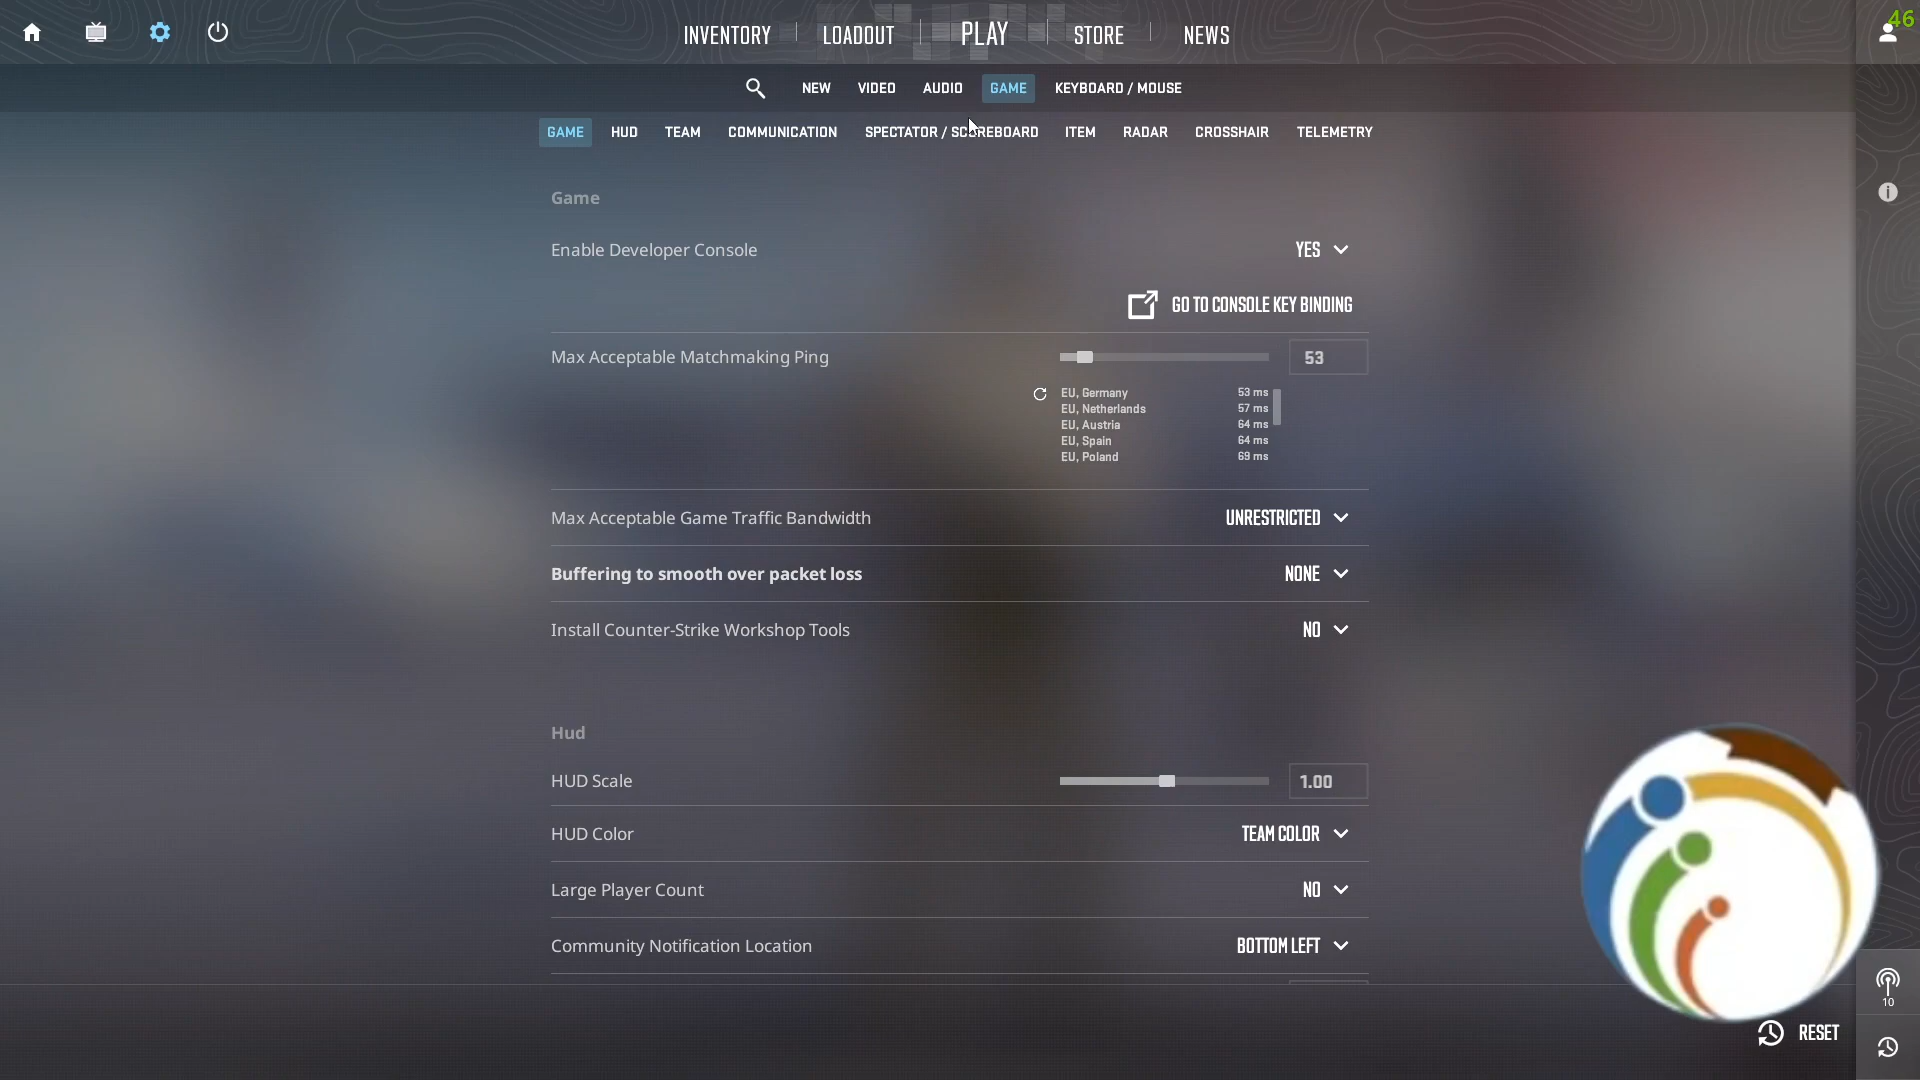 46
INVENTORY LOADOUT PLAY STORE NEWS
NEW VIDEO AUDIO GAME KEYBOARD / MOUSE
GAME HUD TEAM COMMUNICATION SPECTATOR / SCOREBOARD ITEM RADAR CROSSHAIR TELEMETRY
Game
Enable Developer Console YES
GO TO CONSOLE KEY BINDING
Max Acceptable Matchmaking Ping 53
EU, Germany 53 ms
EU, Netherlands 57 ms
EU, Austria 64 ms
EU, Spain 64 ms
EU, Poland 69 ms
Max Acceptable Game Traffic Bandwidth UNRESTRICTED
Buffering to smooth over packet loss NONE
Install Counter-Strike Workshop Tools NO
Hud
HUD Scale 1.00
HUD Color TEAM COLOR
Large Player Count NO
Community Notification Location BOTTOM LEFT
10
RESET